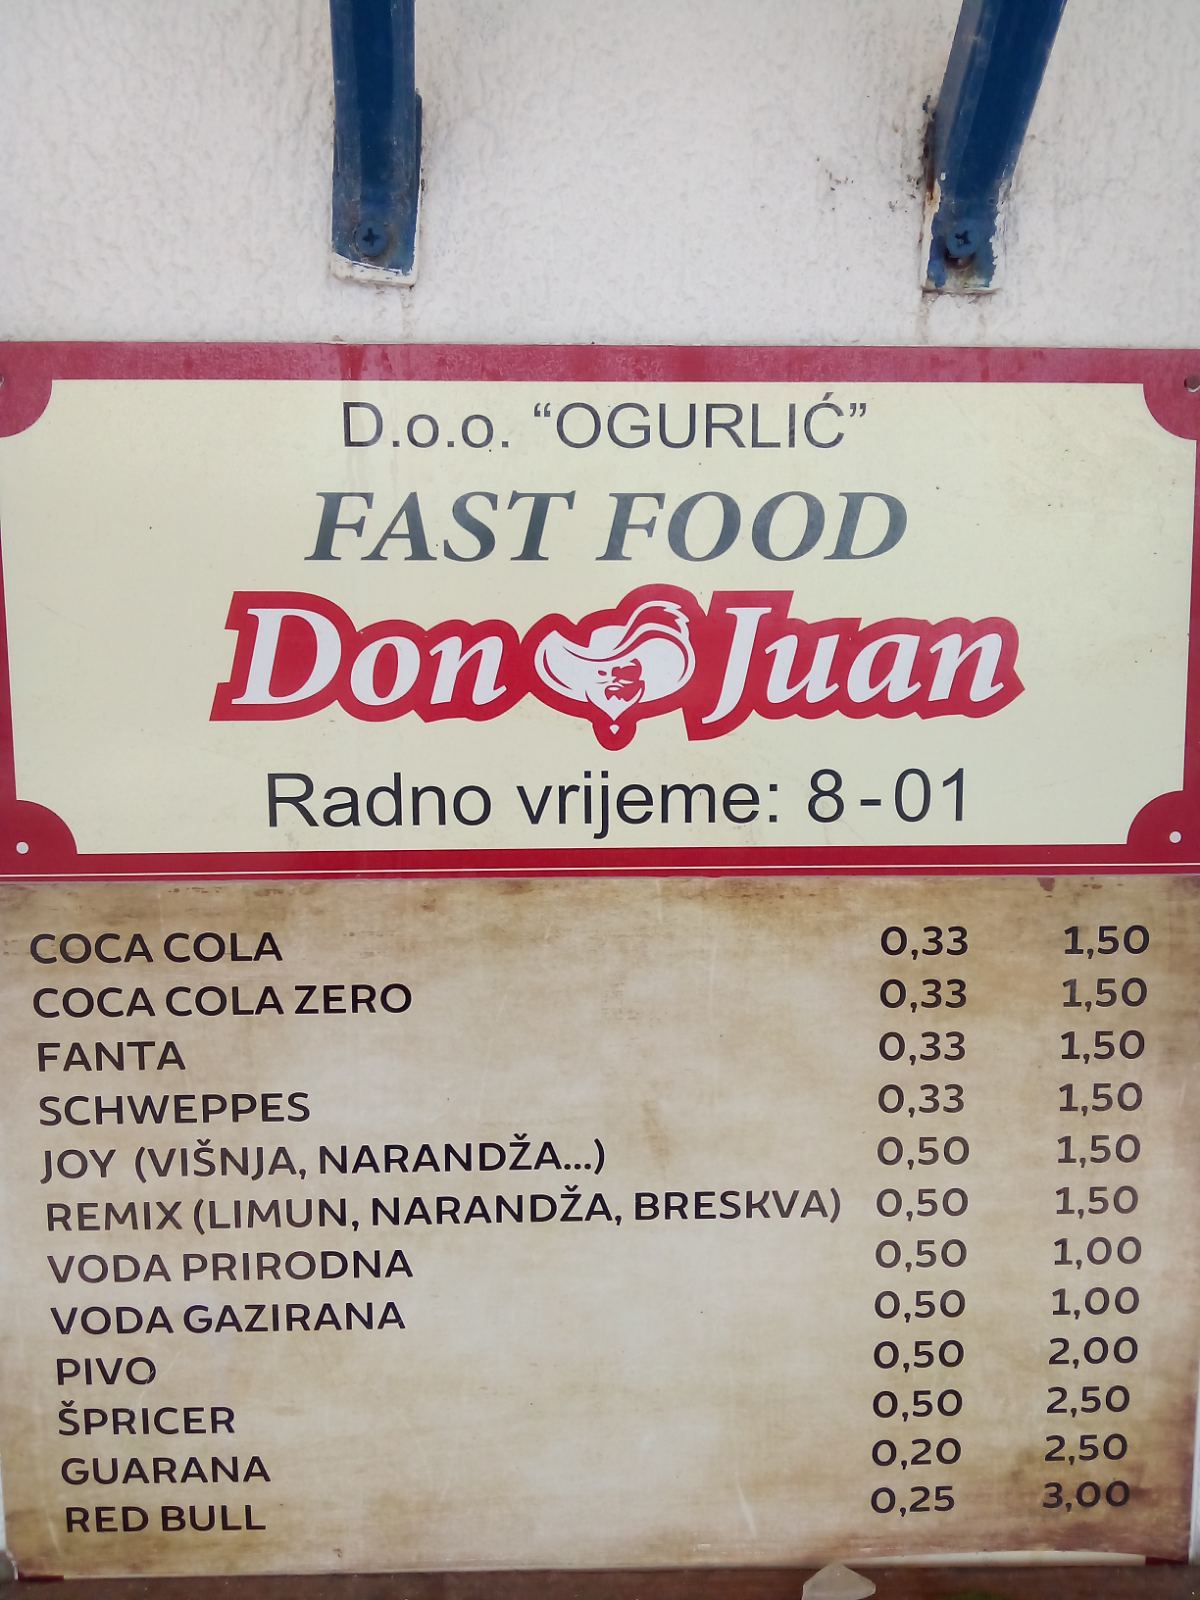 D.o.o. “OGURLIĆ”
FAST FOOD
Don Juan
Radno vrijeme: 8-01
COCA COLA 0,33 1,50
COCA COLA ZERO 0,33 1,50
FANTA 0,33 1,50
SCHWEPPES 0,33 1,50
JOY (VIŠNJA, NARANDŽA...) 0,50 1,50
REMIX (LIMUN, NARANDŽA, BRESKVA) 0,50 1,50
VODA PRIRODNA 0,50 1,00
VODA GAZIRANA 0,50 1,00
PIVO 0,50 2,00
ŠPRICER 0,50 2,50
GUARANA 0,20 2,50
RED BULL 0,25 3,00